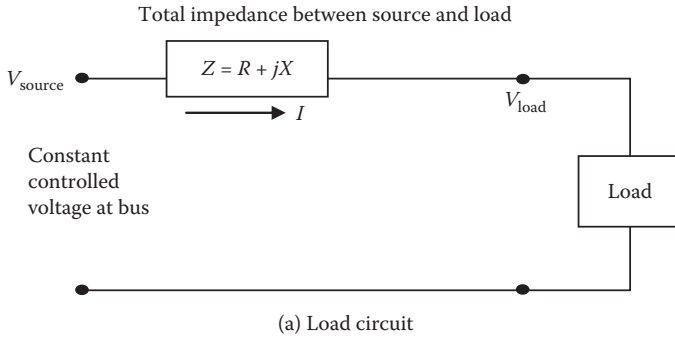 Total impedance between source and load
Z = R + jX
V_source
I
V_load
Constant
controlled
voltage at bus
Load
(a) Load circuit